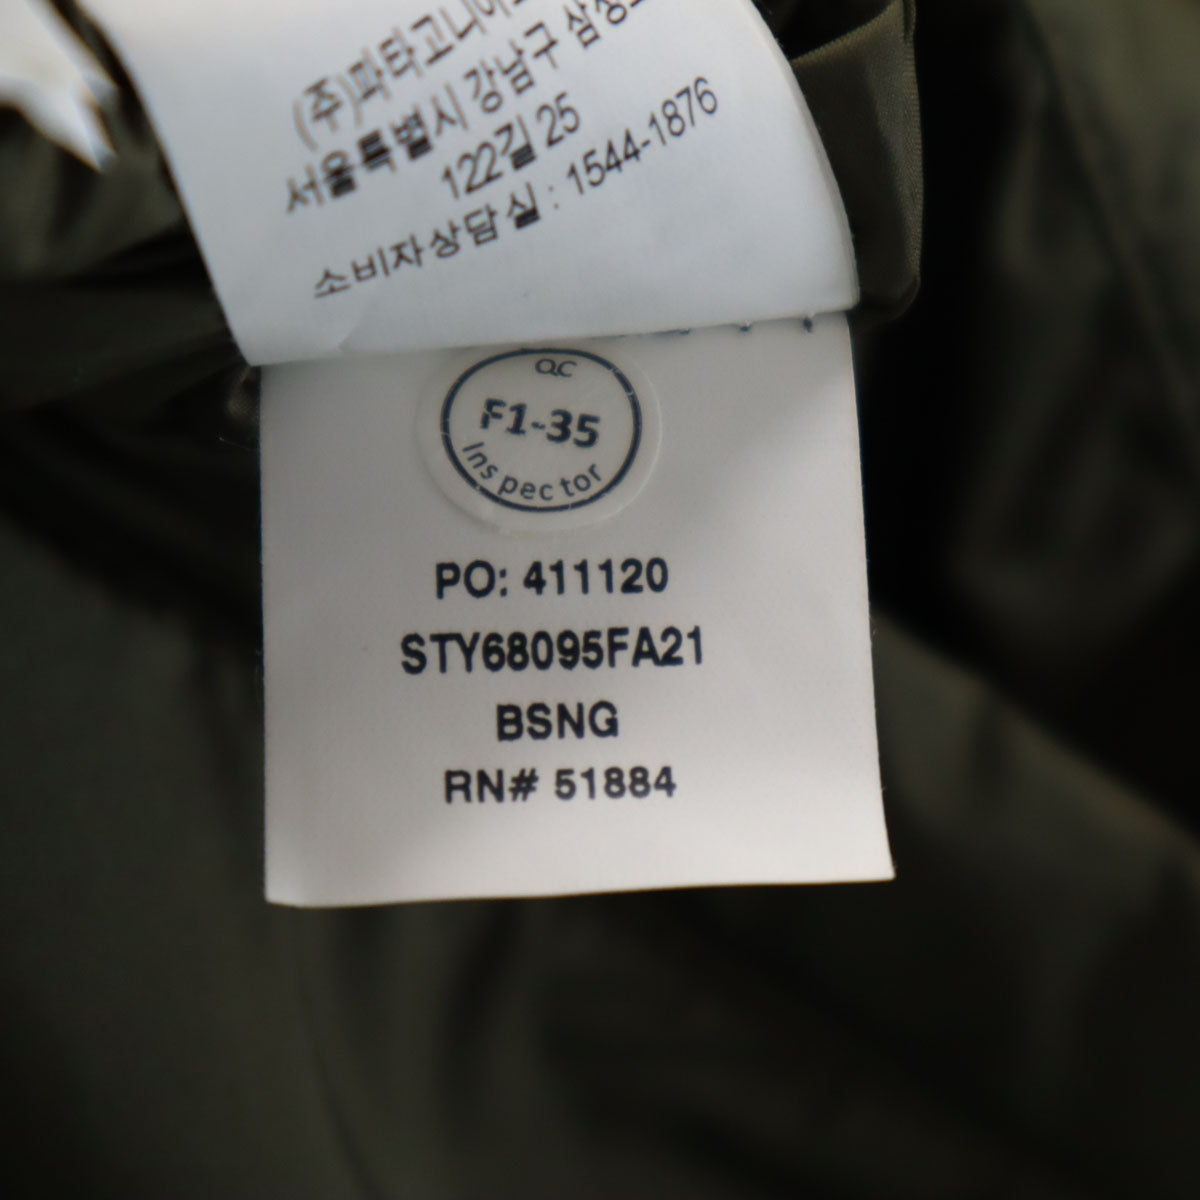 (주)파타고니아
서울특별시 강남구 삼성
122길 25
소비자상담실 : 1544-1876
QC
F1-35
Inspector
PO: 411120
STY68095FA21
BSNG
RN# 51884